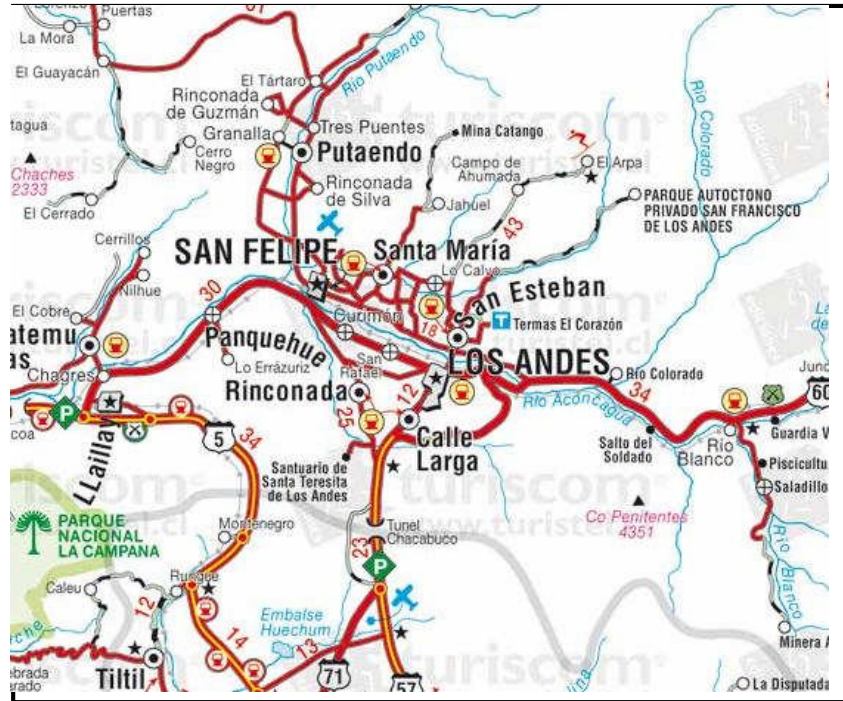 Puertas
La Mora
El Guayacán
Río Putaendo
El Tártaro
Rinconada
de Guzmán
Granalla
Tres Puentes
Putaendo
Mina Catango
Río Colorado
tagua
Chaches
2333
Cerro
Negro
Campo de
Ahumada
El Arpa
Rinconada
de Silva
Jahuel
43
PARQUE AUTOCTONO
PRIVADO SAN FRANCISCO
DE LOS ANDES
El Cerrado
Cerrillos
SAN FELIPE
Santa María
Lo Calvo
Nilhue
30
San Esteban
El Cobre
Curimón
18
Termas El Corazón
atemu
as
Panquehue
Lo Errázuriz
San
Rafael
LOS ANDES
Chagres
Rinconada
12
Río Colorado
34
Junc
60
Río Aconcagua
P
coa
5
34
25
Calle
Larga
Salto del
Soldado
Río
Blanco
Guardia V
LLaillay
Santuario de
Santa Teresita
de Los Andes
Piscicultu
Saladillo
turiscom
www.turistel.cl
PARQUE
NACIONAL
LA CAMPANA
Montenegro
Tunel
Chacabuco
Co Penitentes
4351
23
P
Río Blanco
Rungue
Caleu
12
Embalse
Huechum
14
13
Minera A
Tiltil
71
57
ebrada
erado
La Disputada